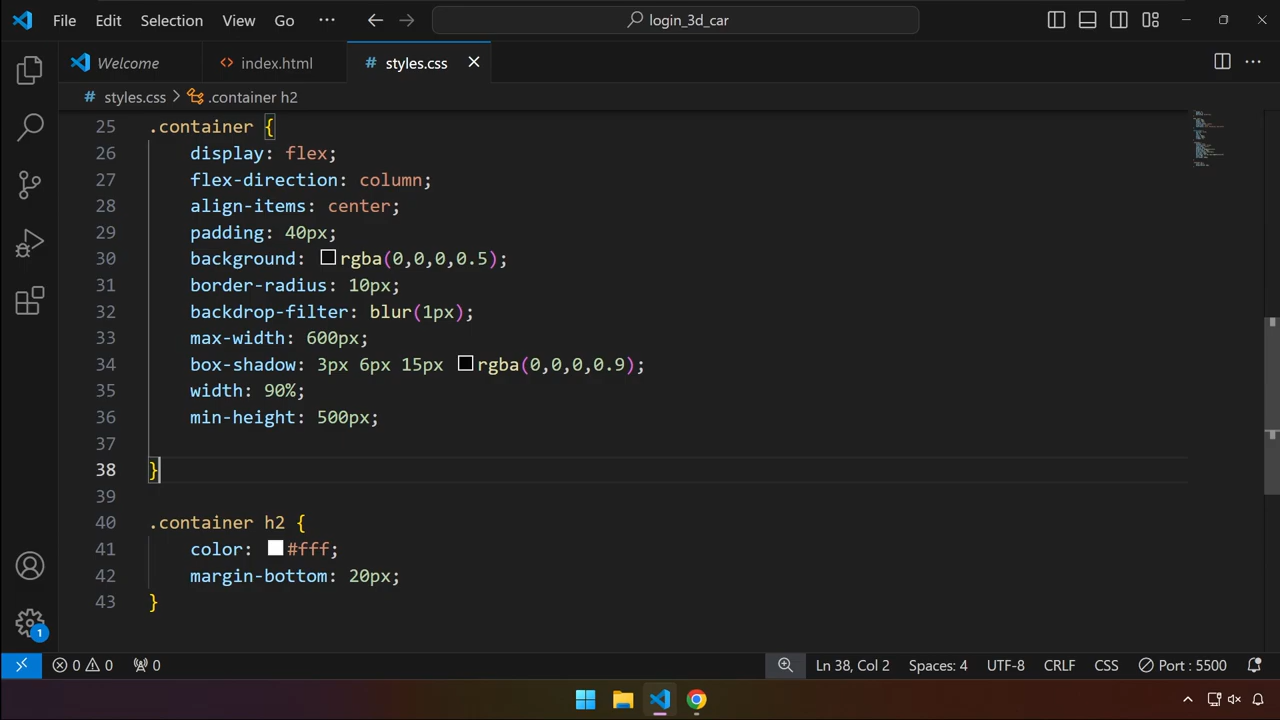 File Edit Selection View Go ··· login_3d_car
Welcome index.html # styles.css
# styles.css > .container h2
25 .container {
26 display: flex;
27 flex-direction: column;
28 align-items: center;
29 padding: 40px;
30 background: rgba(0,0,0,0.5);
31 border-radius: 10px;
32 backdrop-filter: blur(1px);
33 max-width: 600px;
34 box-shadow: 3px 6px 15px rgba(0,0,0,0.9);
35 width: 90%;
36 min-height: 500px;
37
38 }
39
40 .container h2 {
41 color: #fff;
42 margin-bottom: 20px;
43 }
1
0 0 0 Ln 38, Col 2 Spaces: 4 UTF-8 CRLF CSS Port : 5500